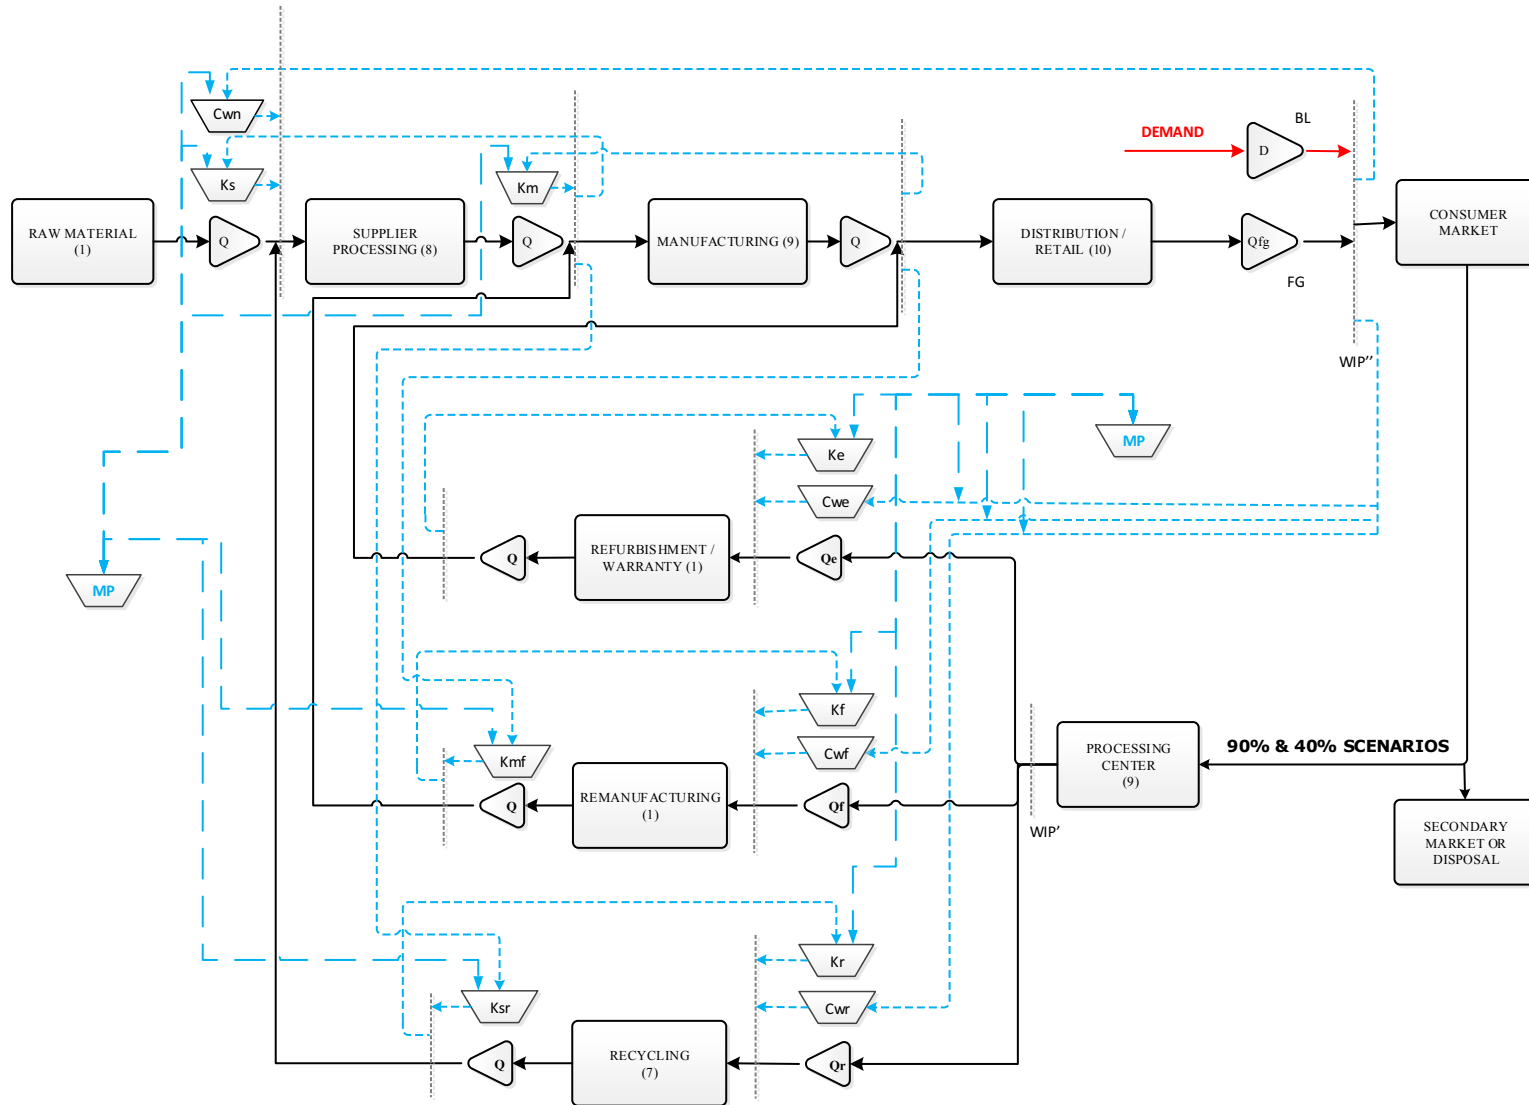 Cwn
BL
DEMAND
D
Ks
Km
RAW MATERIAL
(1)
Q
SUPPLIER
PROCESSING (8)
Q
MANUFACTURING (9)
Q
DISTRIBUTION /
RETAIL (10)
Qfg
FG
CONSUMER
MARKET
WIP''
Ke
MP
Cwe
Q
REFURBISHMENT /
WARRANTY (1)
Qe
MP
Kf
Cwf
Kmf
Q
REMANUFACTURING
(1)
Qf
WIP'
PROCESSING
CENTER
(9)
90% & 40% SCENARIOS
SECONDARY
MARKET OR
DISPOSAL
Kr
Cwr
Ksr
Q
RECYCLING
(7)
Qr